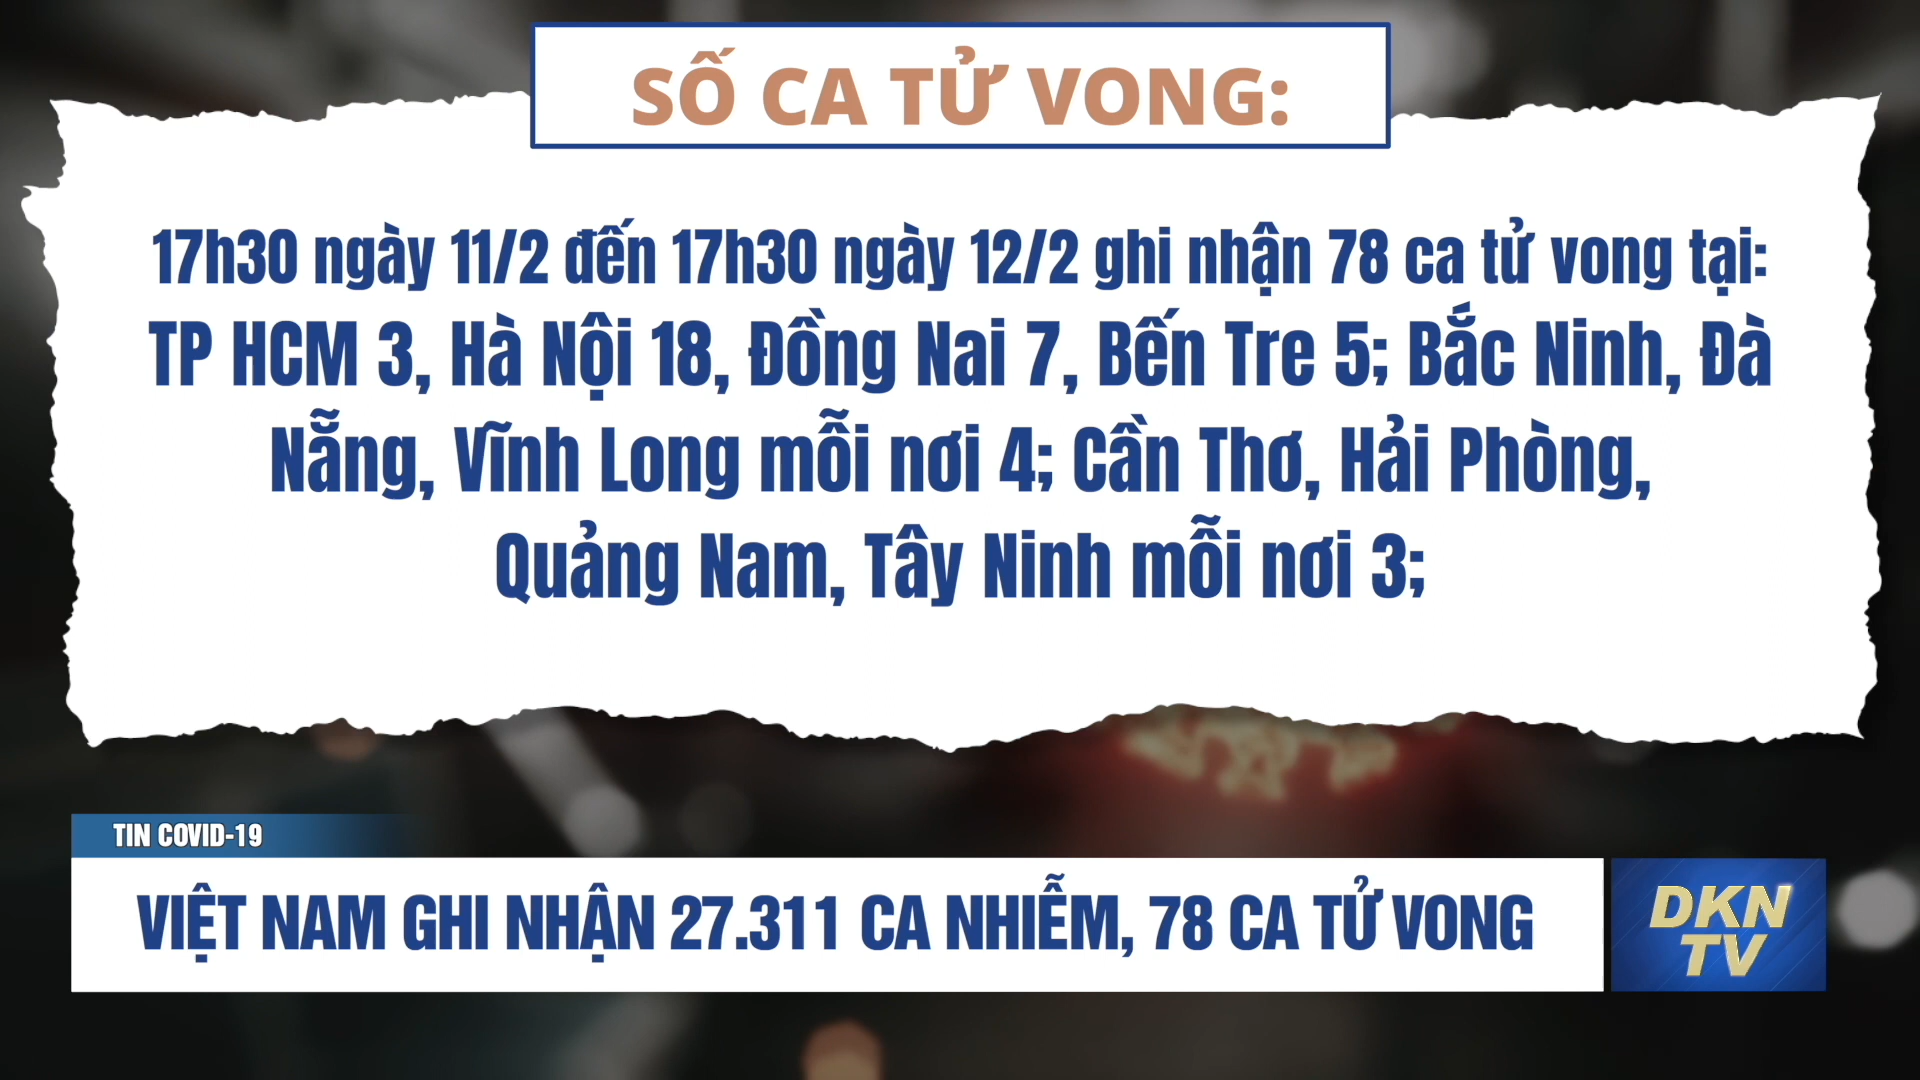 SỐ CA TỬ VONG:
17h30 ngày 11/2 đến 17h30 ngày 12/2 ghi nhận 78 ca tử vong tại:
TP HCM 3, Hà Nội 18, Đồng Nai 7, Bến Tre 5; Bắc Ninh, Đà
Nẵng, Vĩnh Long mỗi nơi 4; Cần Thơ, Hải Phòng,
Quảng Nam, Tây Ninh mỗi nơi 3;
TIN COVID-19
VIỆT NAM GHI NHẬN 27.311 CA NHIỄM, 78 CA TỬ VONG
DKN
TV